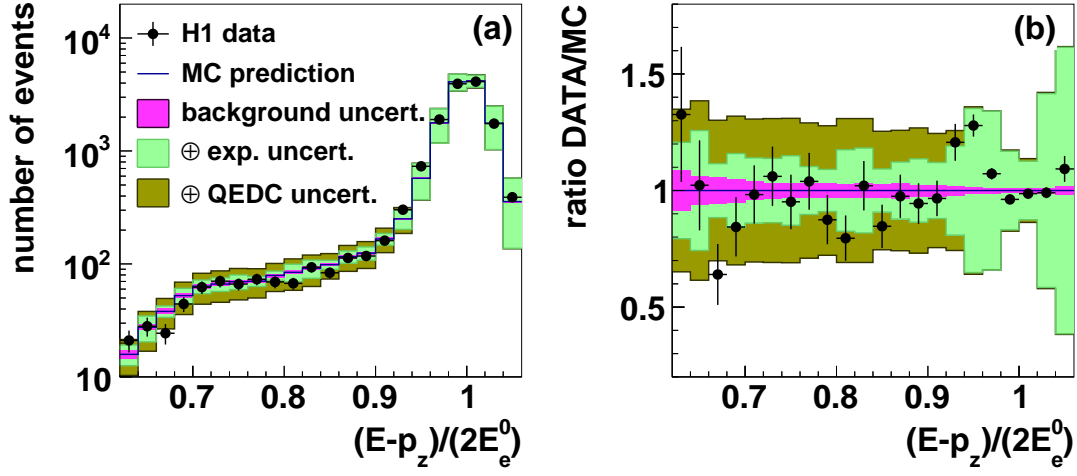 number of events
10⁴
10³
10²
10
(a)
H1 data
MC prediction
background uncert.
⊕ exp. uncert.
⊕ QEDC uncert.
0.7 0.8 0.9 1
(E-p_z)/(2E_e^0)
ratio DATA/MC
1.5
1
0.5
(b)
0.7 0.8 0.9 1
(E-p_z)/(2E_e^0)